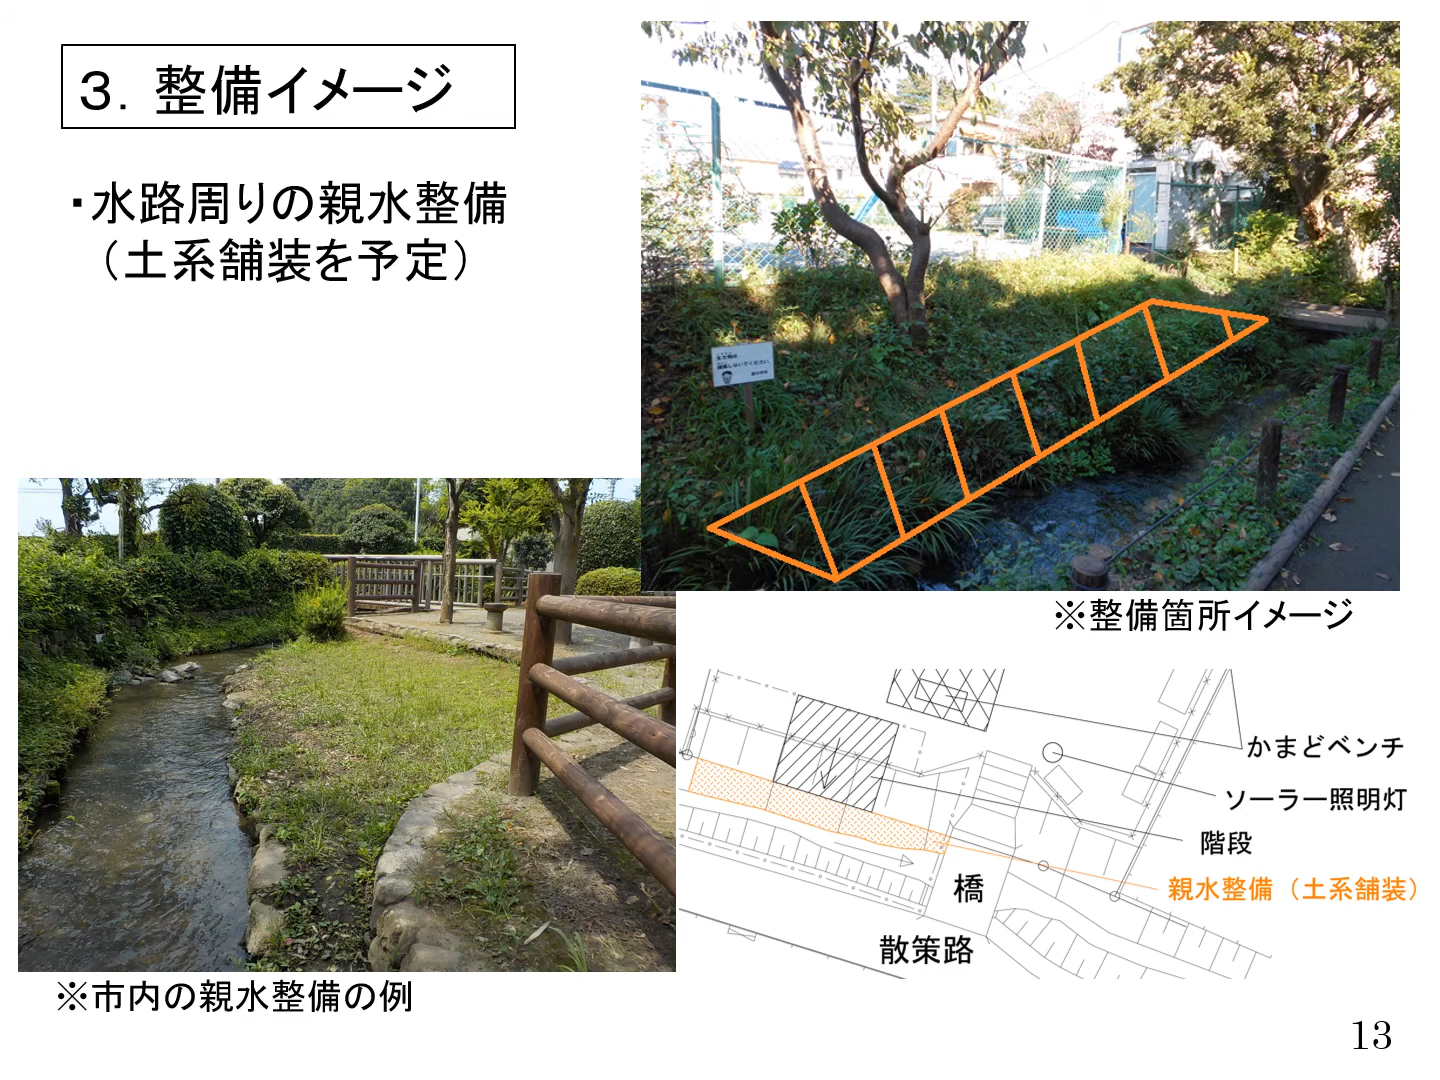 ３．整備イメージ
・水路周りの親水整備
（土系舗装を予定）
※整備箇所イメージ
かまどベンチ
ソーラー照明灯
階段
親水整備（土系舗装）
橋
散策路
※市内の親水整備の例
13